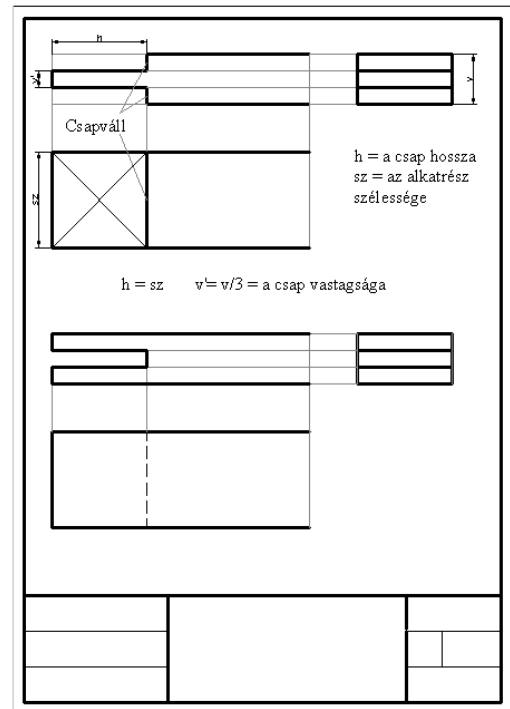 h
v'
v
Csapváll
sz
h = a csap hossza
sz = az alkatrész
szélessége
h = sz v'= v/3 = a csap vastagsága